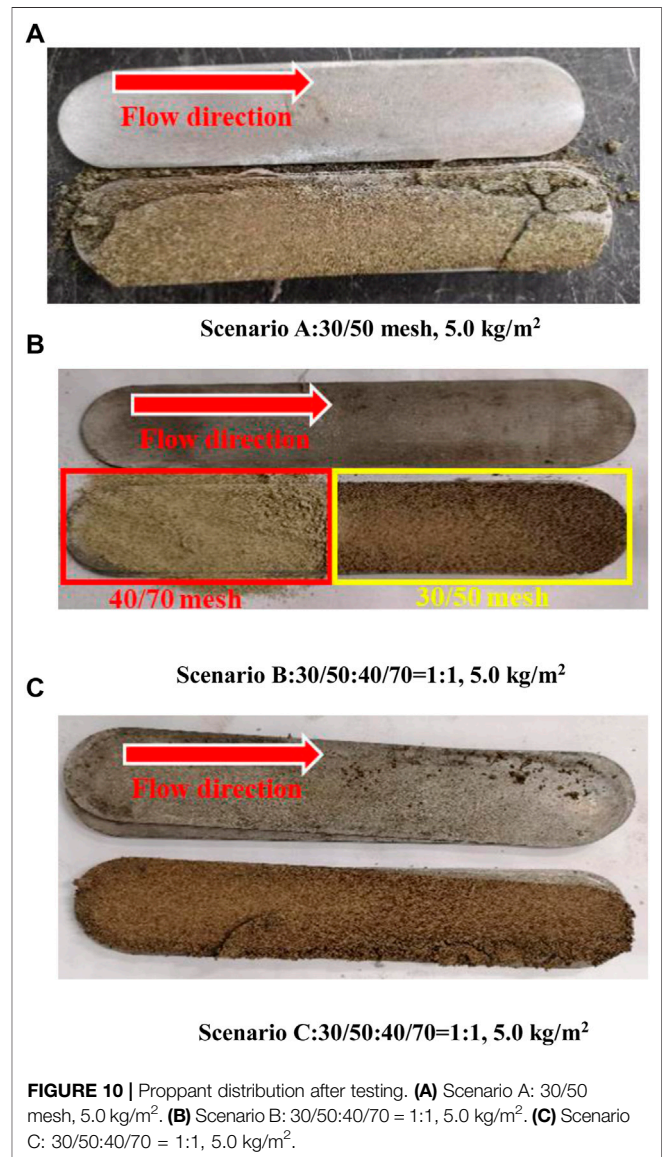 A
Flow direction
Scenario A:30/50 mesh, 5.0 kg/m²
B
Flow direction
40/70 mesh
30/50 mesh
Scenario B:30/50:40/70=1:1, 5.0 kg/m²
C
Flow direction
Scenario C:30/50:40/70=1:1, 5.0 kg/m²
FIGURE 10 | Proppant distribution after testing. (A) Scenario A: 30/50
mesh, 5.0 kg/m². (B) Scenario B: 30/50:40/70 = 1:1, 5.0 kg/m². (C) Scenario
C: 30/50:40/70 = 1:1, 5.0 kg/m².